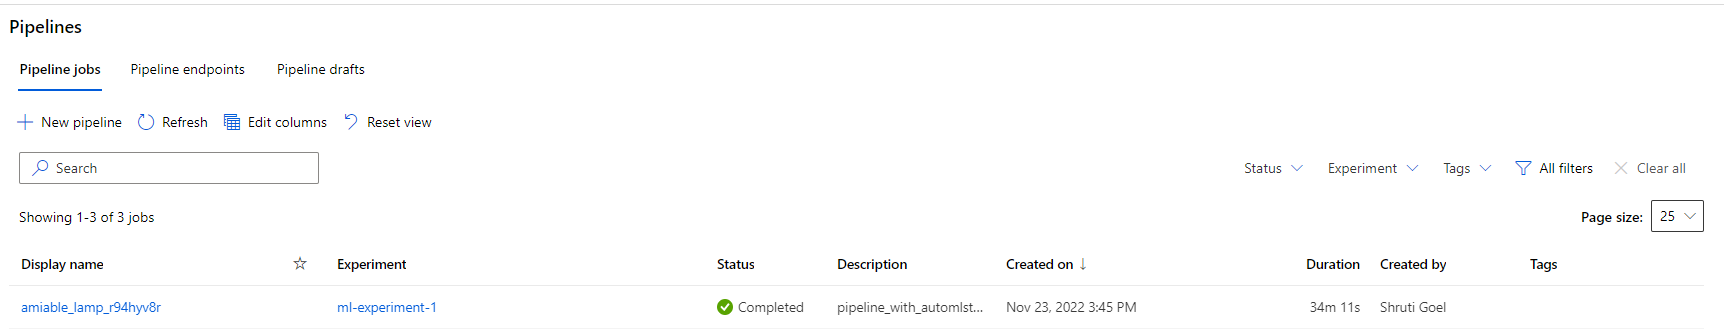 Pipelines
Pipeline jobs Pipeline endpoints Pipeline drafts
New pipeline Refresh Edit columns Reset view
Search Status Experiment Tags All filters Clear all
Showing 1-3 of 3 jobs Page size: 25
Display name Experiment Status Description Created on Duration Created by Tags
amiable_lamp_r94hyv8r ml-experiment-1 Completed pipeline_with_automlst... Nov 23, 2022 3:45 PM 34m 11s Shruti Goel